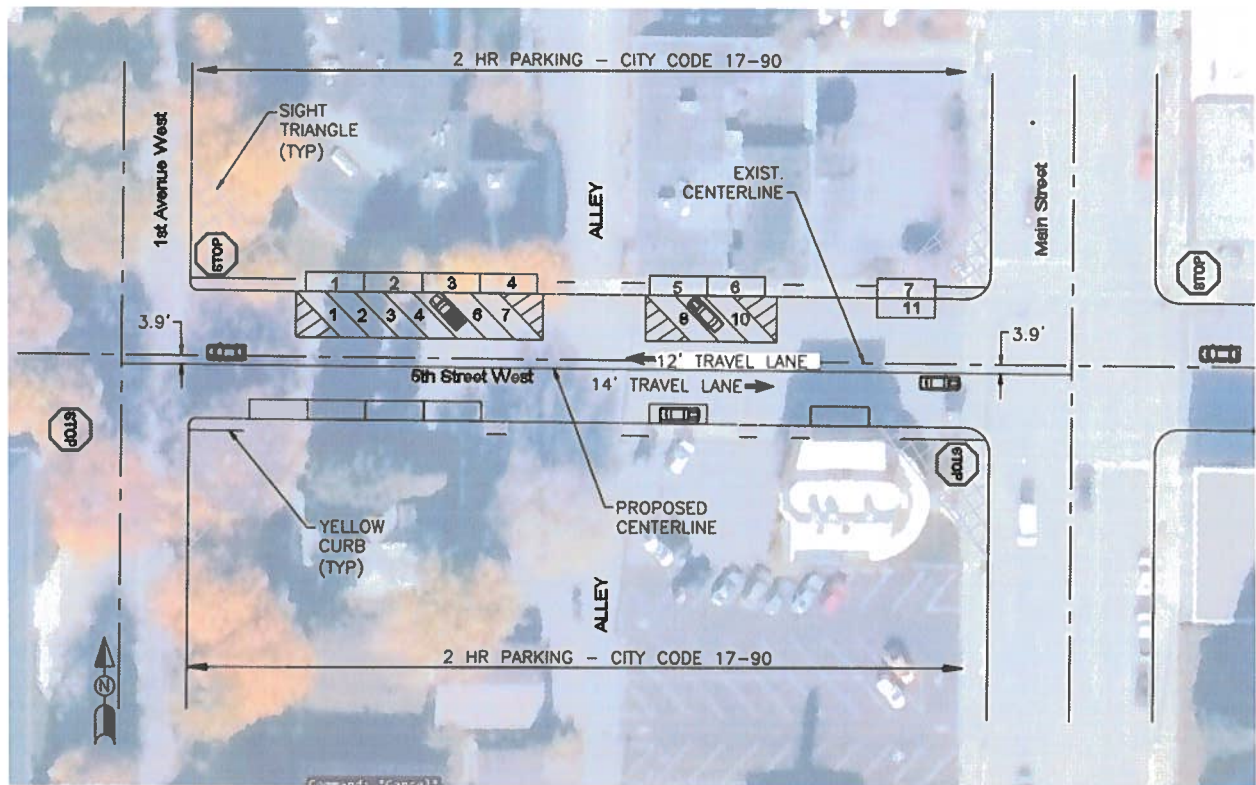 2 HR PARKING - CITY CODE 17-90
SIGHT
TRIANGLE
(TYP)
1st Avenue West
STOP
ALLEY
EXIST.
CENTERLINE
Main Street
STOP
1 2 3 4
5 6
7
1 2 3 4 6 7
8 10
11
3.9'
3.9'
12' TRAVEL LANE
5th Street West
14' TRAVEL LANE
STOP
STOP
PROPOSED
CENTERLINE
YELLOW
CURB
(TYP)
ALLEY
2 HR PARKING - CITY CODE 17-90
N
Command: *Cancel*